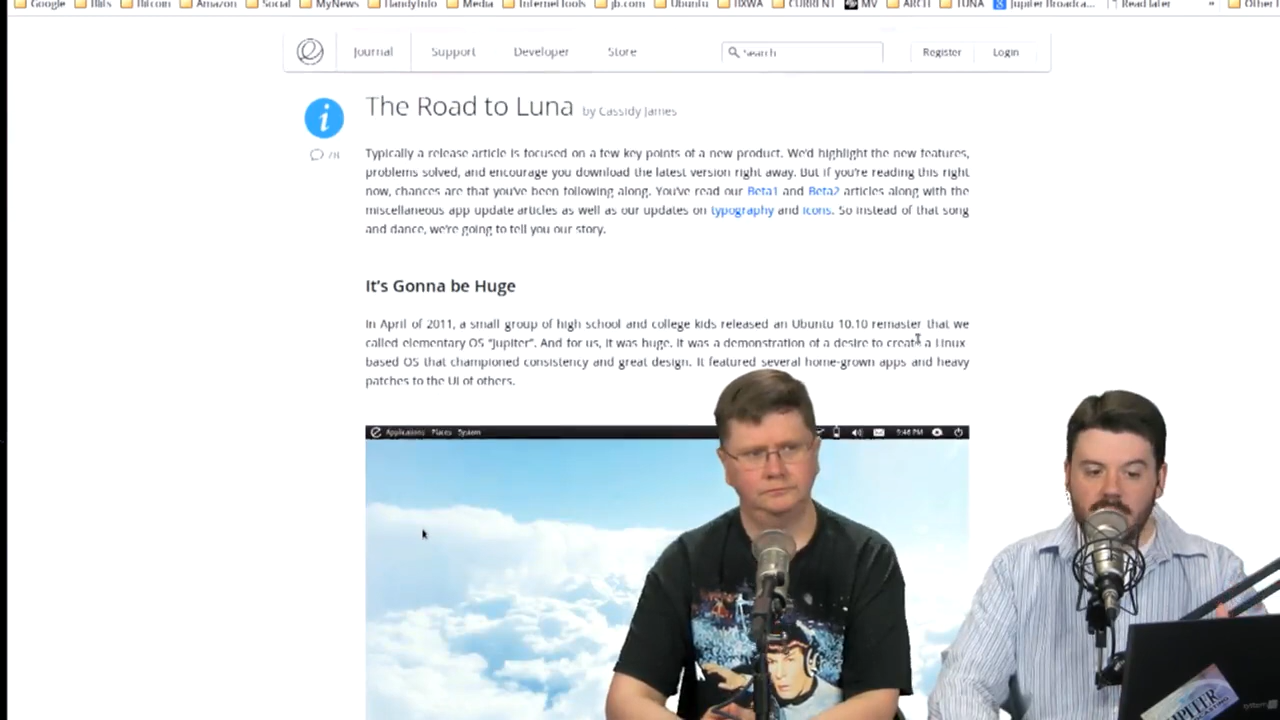 Google Bills Bitcoin Amazon Social MyNews HandyInfo Media InternetTools jb.com Ubuntu CURRENT MV ARCH TUNA Jupiter Broadca... Read later »
Journal Support Developer Store Search Register Login
The Road to Luna by Cassidy James
Typically a release article is focused on a few key points of a new product. We'd highlight the new features,
problems solved, and encourage you download the latest version right away. But if you're reading this right
now, chances are that you've been following along. You've read our Beta1 and Beta2 articles along with the
miscellaneous app update articles as well as our updates on typography and icons. So instead of that song
and dance, we're going to tell you our story.
It's Gonna be Huge
In April of 2011, a small group of high school and college kids released an Ubuntu 10.10 remaster that we
called elementary OS "Jupiter". And for us, it was huge. It was a demonstration of a desire to create a Linux-
based OS that championed consistency and great design. It featured several home-grown apps and heavy
patches to the UI of others.
Applications Places System 9:48 PM
JUPITER
system76